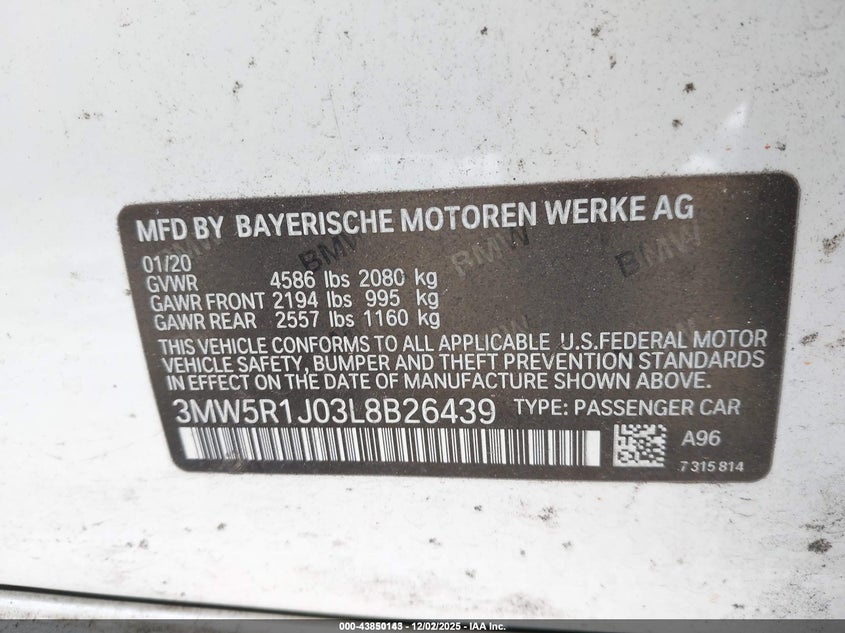 MFD BY BAYERISCHE MOTOREN WERKE AG
BMW BMW BMW
01/20
GVWR 4586 lbs 2080 kg
GAWR FRONT 2194 lbs 995 kg
GAWR REAR 2557 lbs 1160 kg
THIS VEHICLE CONFORMS TO ALL APPLICABLE U.S.FEDERAL MOTOR
VEHICLE SAFETY, BUMPER AND THEFT PREVENTION STANDARDS
IN EFFECT ON THE DATE OF MANUFACTURE SHOWN ABOVE.
3MW5R1J03L8B26439 TYPE: PASSENGER CAR
A96
7 315 814
000-43850143 - 12/02/2025 - IAA Inc.